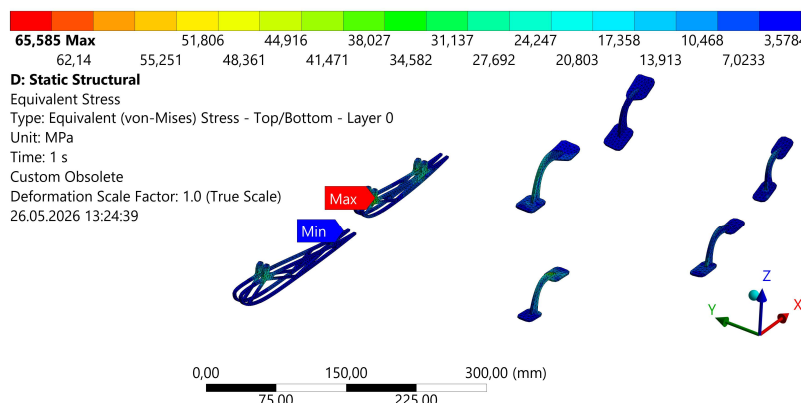 65,585 Max 51,806 44,916 38,027 31,137 24,247 17,358 10,468 3,5784
62,14 55,251 48,361 41,471 34,582 27,692 20,803 13,913 7,0233
D: Static Structural
Equivalent Stress
Type: Equivalent (von-Mises) Stress - Top/Bottom - Layer 0
Unit: MPa
Time: 1 s
Custom Obsolete
Deformation Scale Factor: 1.0 (True Scale)
26.05.2026 13:24:39
Max
Min
Z
Y
X
0,00 150,00 300,00 (mm)
75,00 225,00